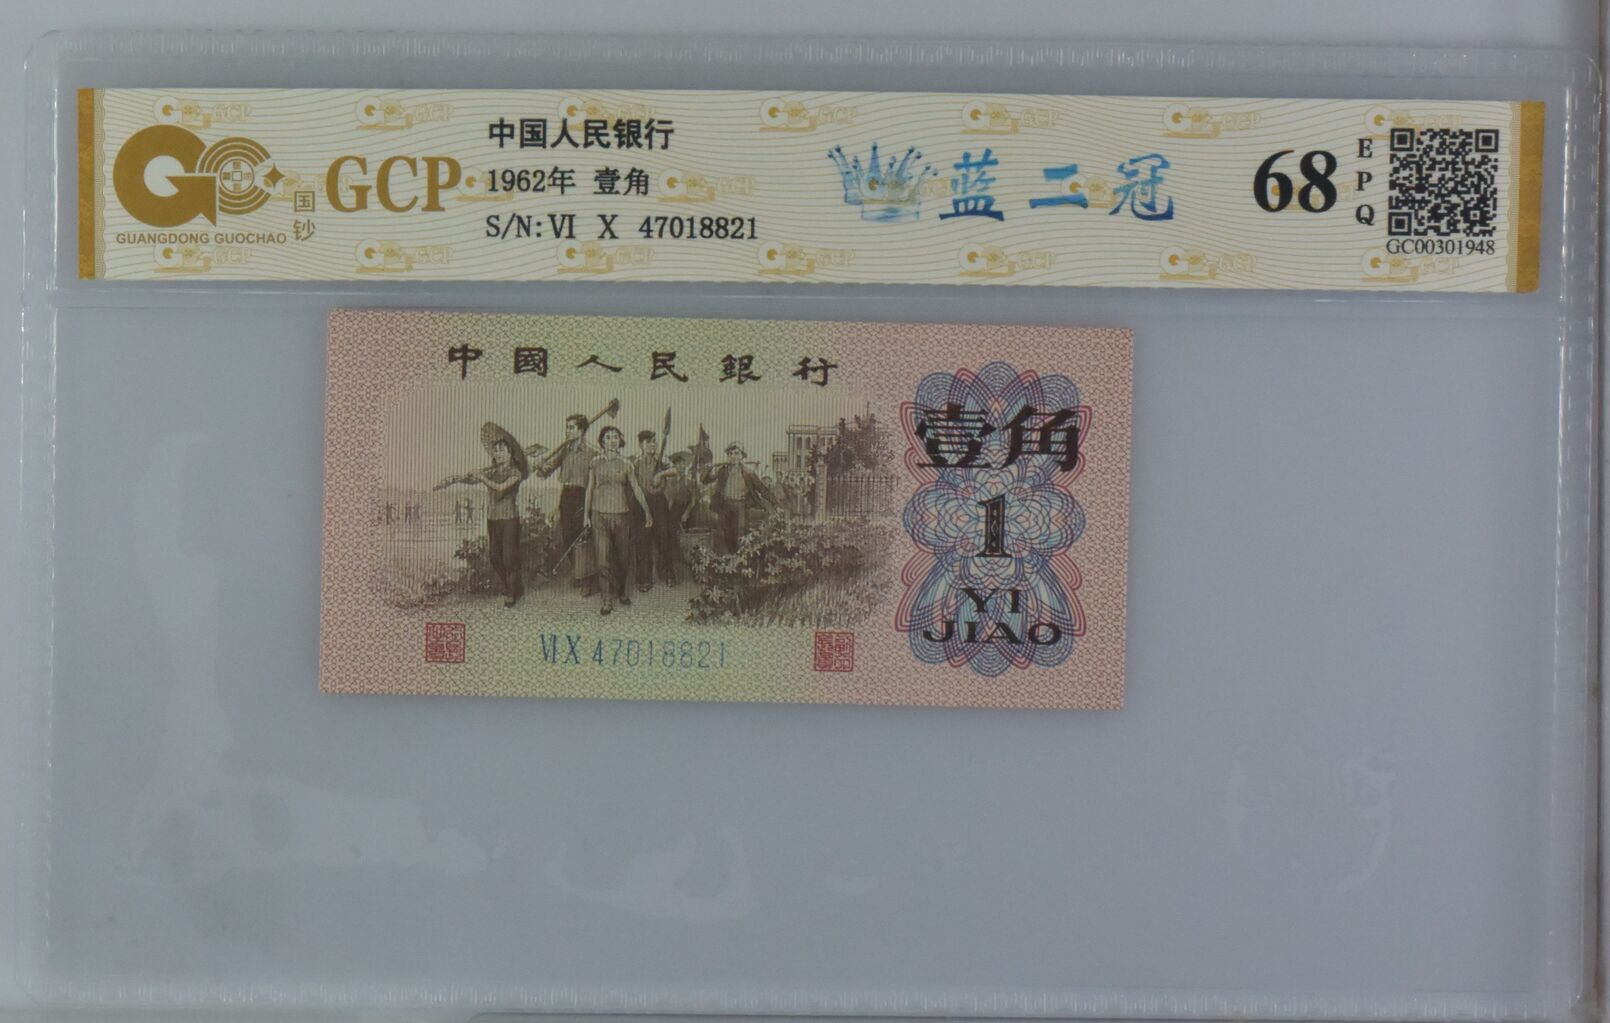 GCP
GUANGDONG GUOCHAO
国钞
中国人民银行
1962年 壹角
S/N: VI X 47018821
蓝二冠
68
EPQ
GC00301948
中國人民銀行
壹角
1
YI
JIAO
VI X 47018821